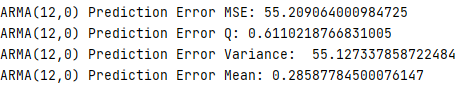 ARMA(12,0) Prediction Error MSE: 55.209064000984725
ARMA(12,0) Prediction Error Q: 0.6110218766831005
ARMA(12,0) Prediction Error Variance:  55.127337858722484
ARMA(12,0) Prediction Error Mean: 0.28587784500076147